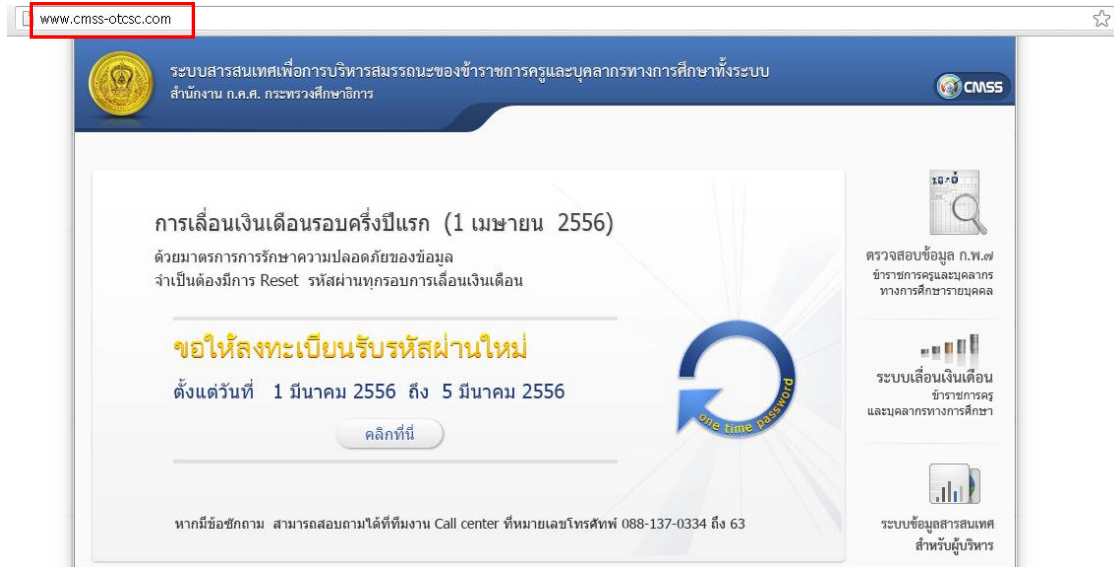 www.cmss-otcsc.com
ระบบสารสนเทศเพื่อการบริหารสมรรถนะของข้าราชการครูและบุคลากรทางการศึกษาทั้งระบบ
สำนักงาน ก.ค.ศ. กระทรวงศึกษาธิการ
CMSS
การเลื่อนเงินเดือนรอบครึ่งปีแรก (1 เมษายน 2556)
ด้วยมาตรการการรักษาความปลอดภัยของข้อมูล
จำเป็นต้องมีการ Reset รหัสผ่านทุกรอบการเลื่อนเงินเดือน
ขอให้ลงทะเบียนรับรหัสผ่านใหม่
ตั้งแต่วันที่ 1 มีนาคม 2556 ถึง 5 มีนาคม 2556
คลิกที่นี่
one time password
หากมีข้อซักถาม สามารถสอบถามได้ที่ทีมงาน Call center ที่หมายเลขโทรศัทพ์ 088-137-0334 ถึง 63
ตรวจสอบข้อมูล ก.พ.๗
ข้าราชการครูและบุคลากร
ทางการศึกษารายบุคคล
ระบบเลื่อนเงินเดือน
ข้าราชการครู
และบุคลากรทางการศึกษา
ระบบข้อมูลสารสนเทศ
สำหรับผู้บริหาร